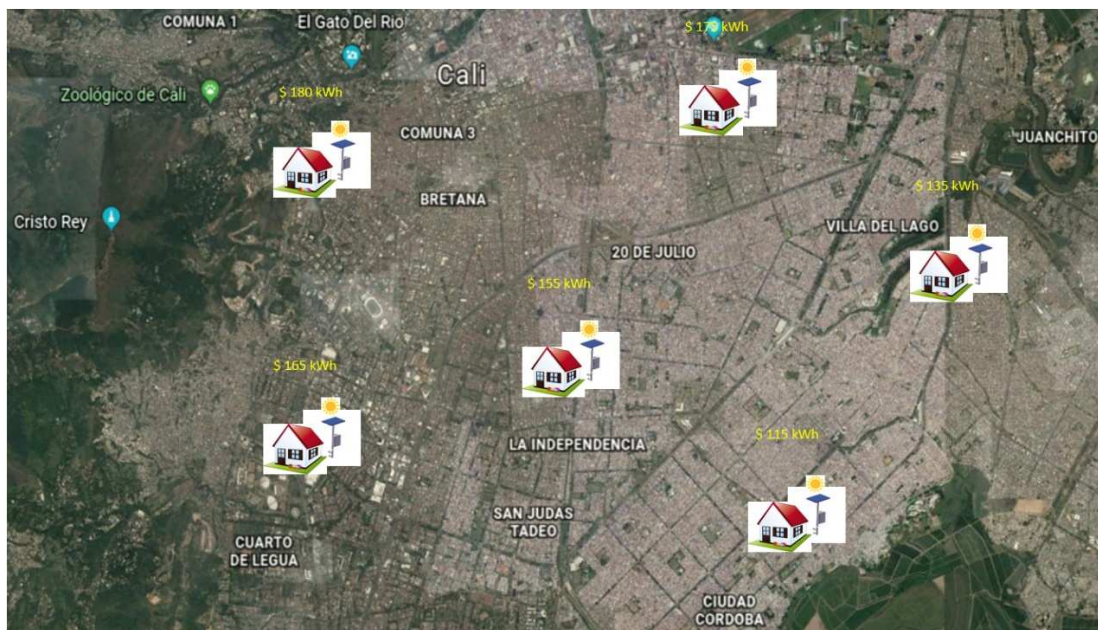 COMUNA 1
El Gato Del Rio
$ 179 kWh
Cali
Zoológico de Cali
$ 180 kWh
COMUNA 3
JUANCHITO
BRETANA
$ 135 kWh
Cristo Rey
VILLA DEL LAGO
20 DE JULIO
$ 155 kWh
$ 165 kWh
$ 115 kWh
LA INDEPENDENCIA
SAN JUDAS
TADEO
CUARTO
DE LEGUA
CIUDAD
CORDOBA